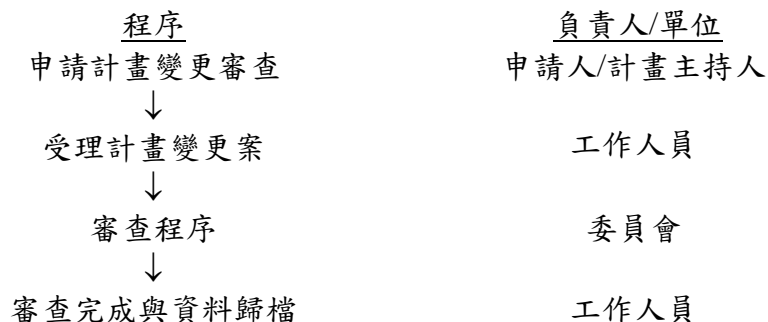 程序 負責人/單位
申請計畫變更審查 申請人/計畫主持人
↓
受理計畫變更案 工作人員
↓
審查程序 委員會
↓
審查完成與資料歸檔 工作人員